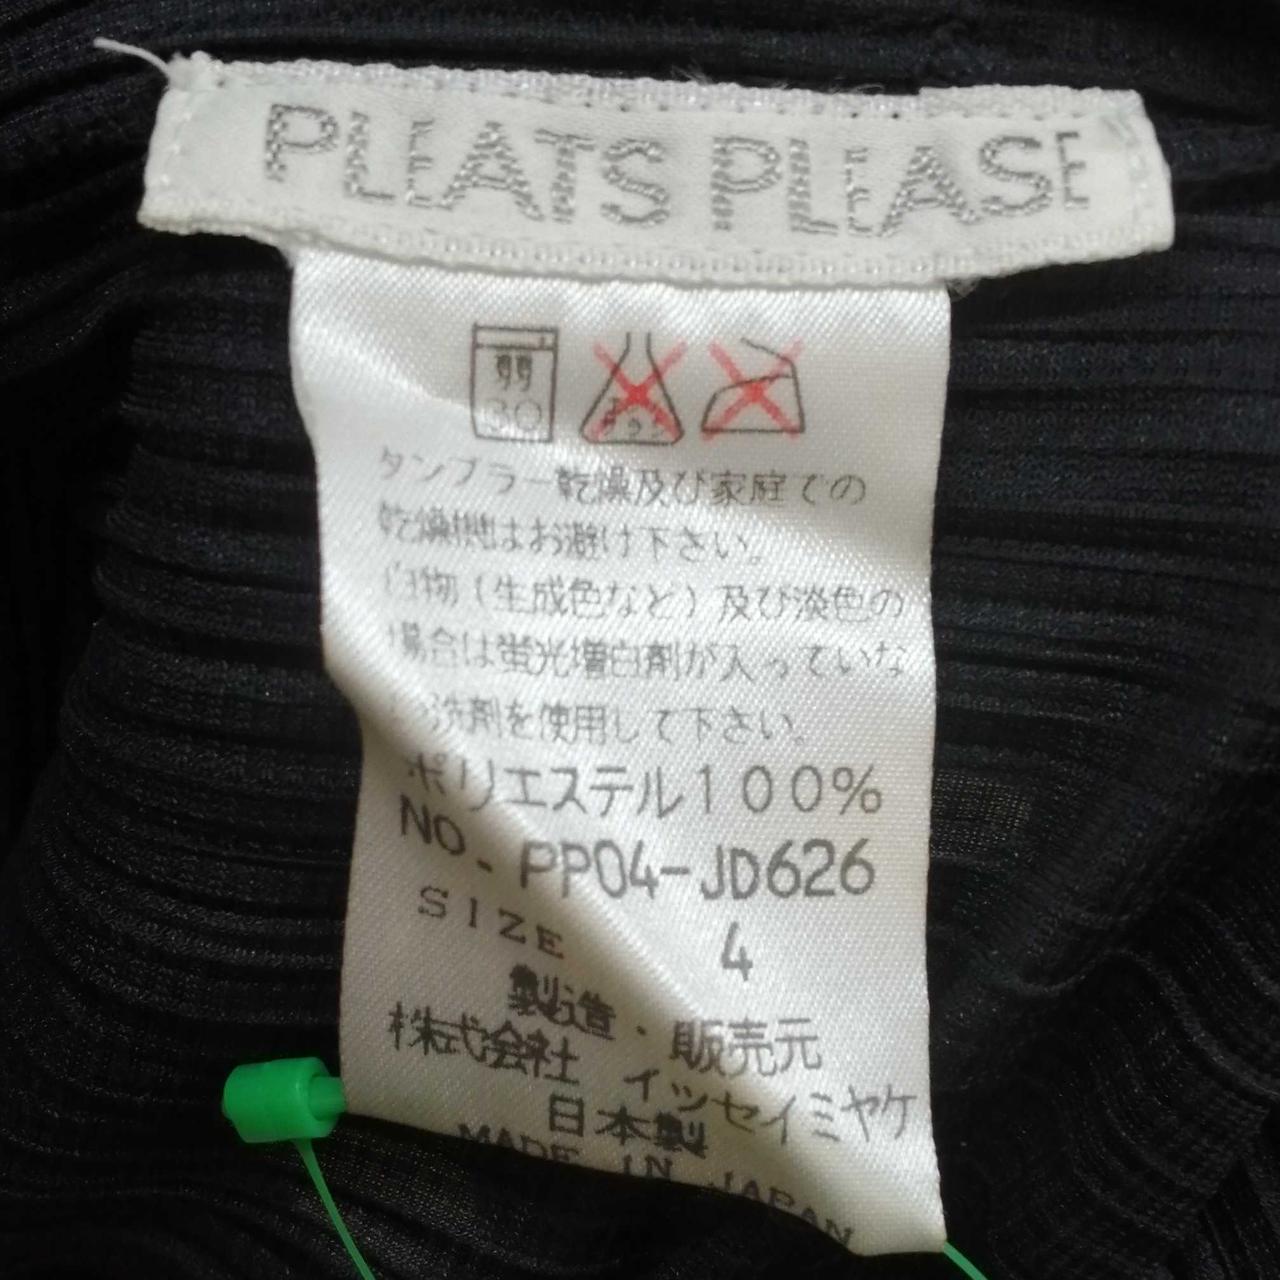 PLEATS PLEASE
弱
30
タンブラー乾燥及び家庭での
乾燥機はお避け下さい。
白物(生成色など)及び淡色の
場合は蛍光増白剤が入っていな
洗剤を使用して下さい。
ポリエステル100%
NO. PP04-JD626
SIZE 4
製造・販売元
株式会社 イッセイミヤケ
日本製
MADE IN JAPAN